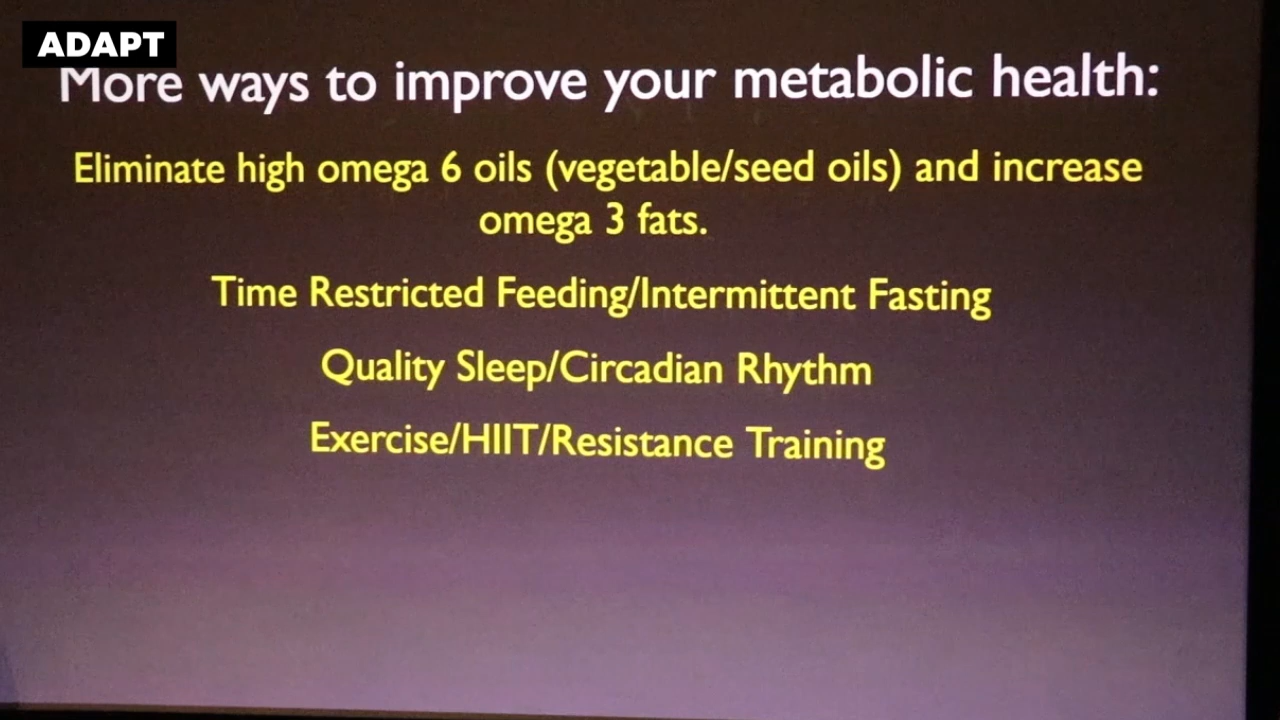 ADAPT
More ways to improve your metabolic health:
Eliminate high omega 6 oils (vegetable/seed oils) and increase
omega 3 fats.
Time Restricted Feeding/Intermittent Fasting
Quality Sleep/Circadian Rhythm
Exercise/HIIT/Resistance Training